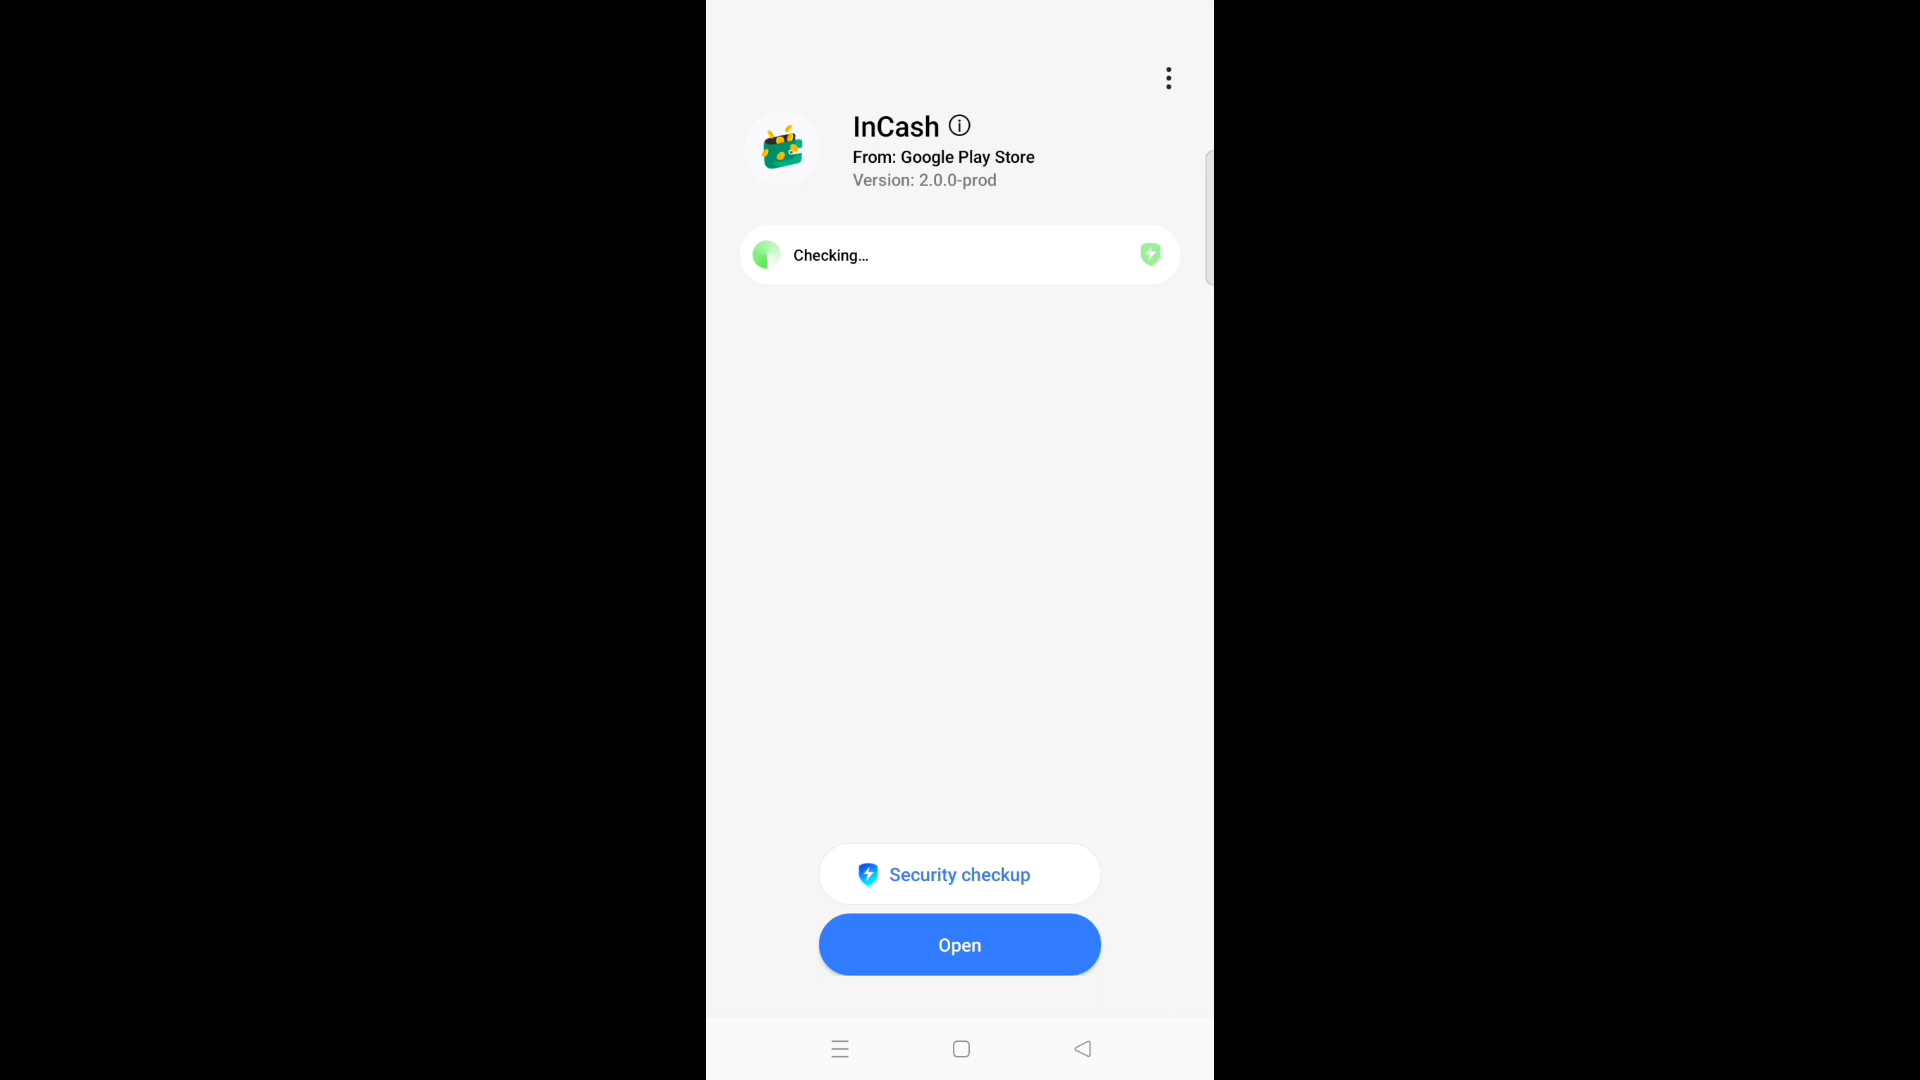 InCash
From: Google Play Store
Version: 2.0.0-prod
Checking...
Security checkup
Open